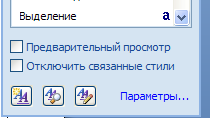 Выделение a
Предварительный просмотр
Отключить связанные стили
Параметры...